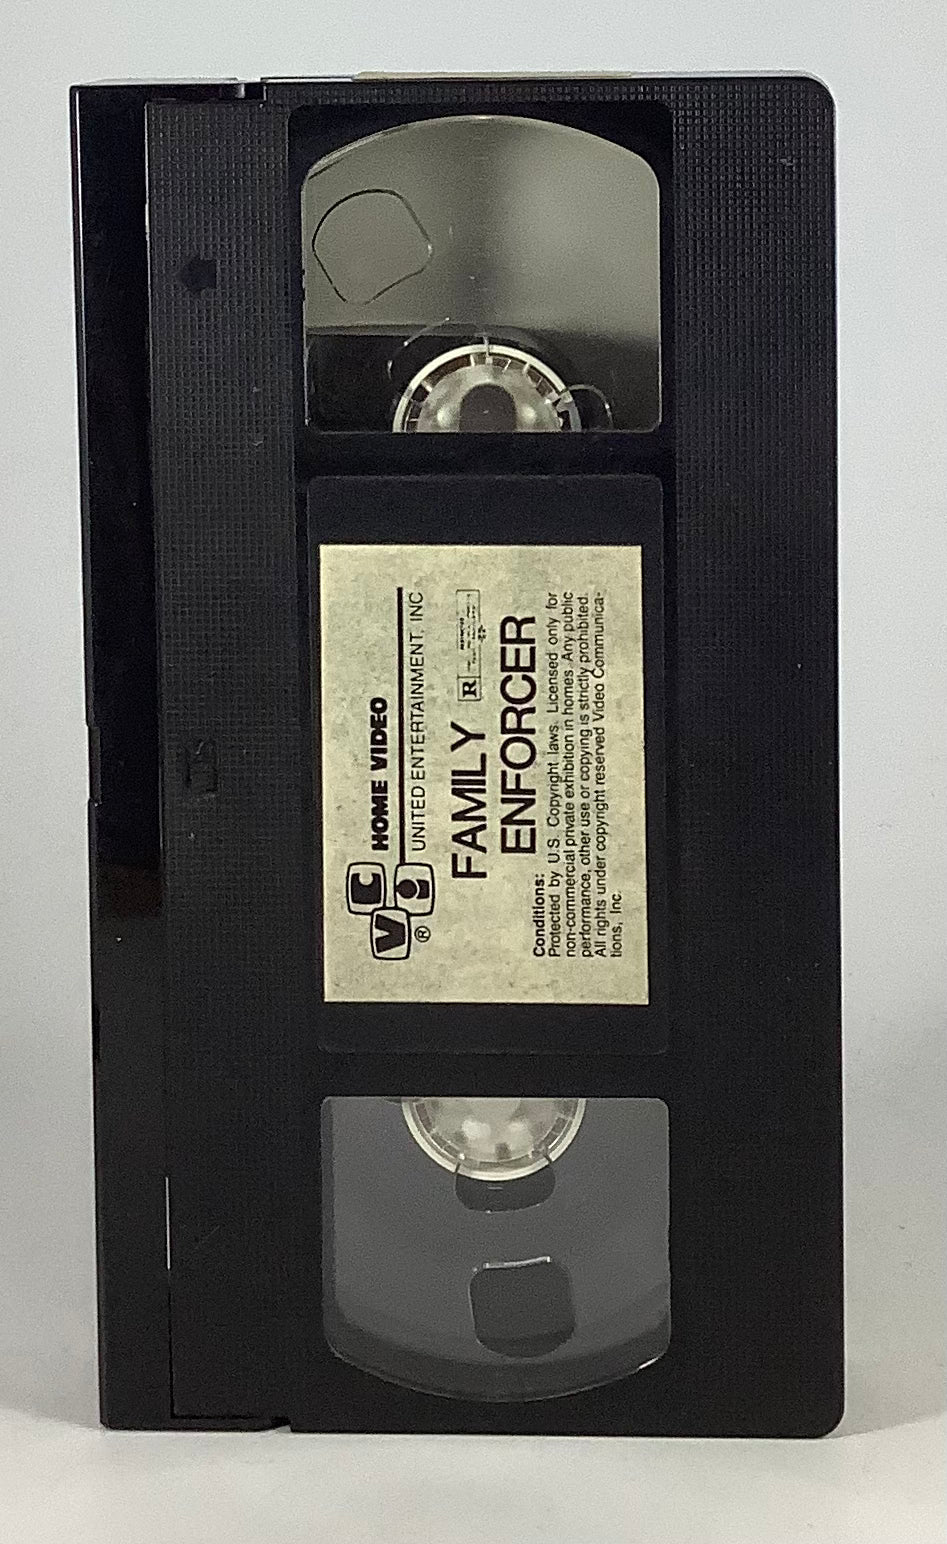 VCI
HOME VIDEO
®
UNITED ENTERTAINMENT, INC
FAMILY
R
RESTRICTED
ENFORCER
Conditions:
Protected by U.S. Copyright laws. Licensed only for
non-commercial private exhibition in homes. Any public
performance, other use or copying is strictly prohibited.
All rights under copyright reserved Video Communica-
tions, Inc.